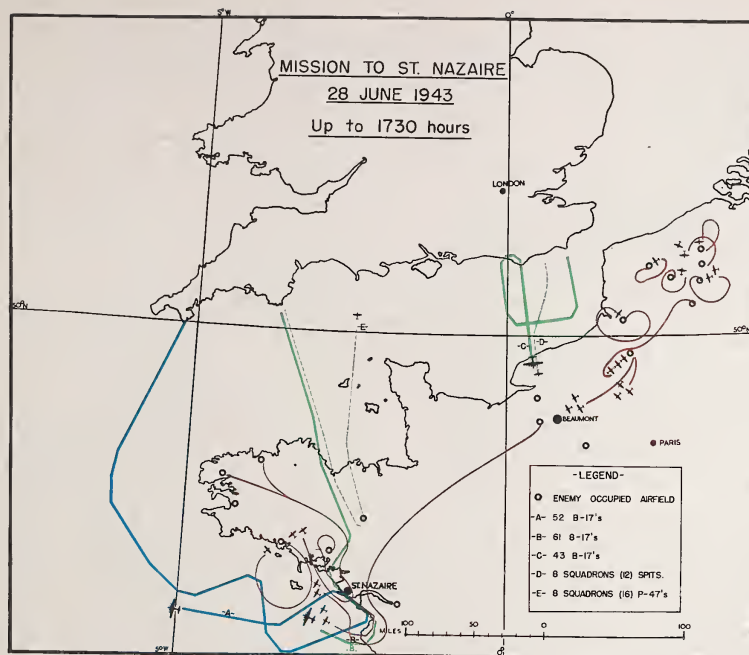 5°W
0°
MISSION TO ST. NAZAIRE
28 JUNE 1943
Up to 1730 hours
LONDON
50°N
50°N
-E-
-C-
-D-
BEAUMONT
PARIS
-LEGEND-
ENEMY OCCUPIED AIRFIELD
-A- 52 B-17's
-B- 61 B-17's
-C- 43 B-17's
-D- 8 SQUADRONS (12) SPITS.
-E- 8 SQUADRONS (16) P-47's
ST. NAZAIRE
-A-
-B-
-B-
MILES
100
0
100
50W
0°